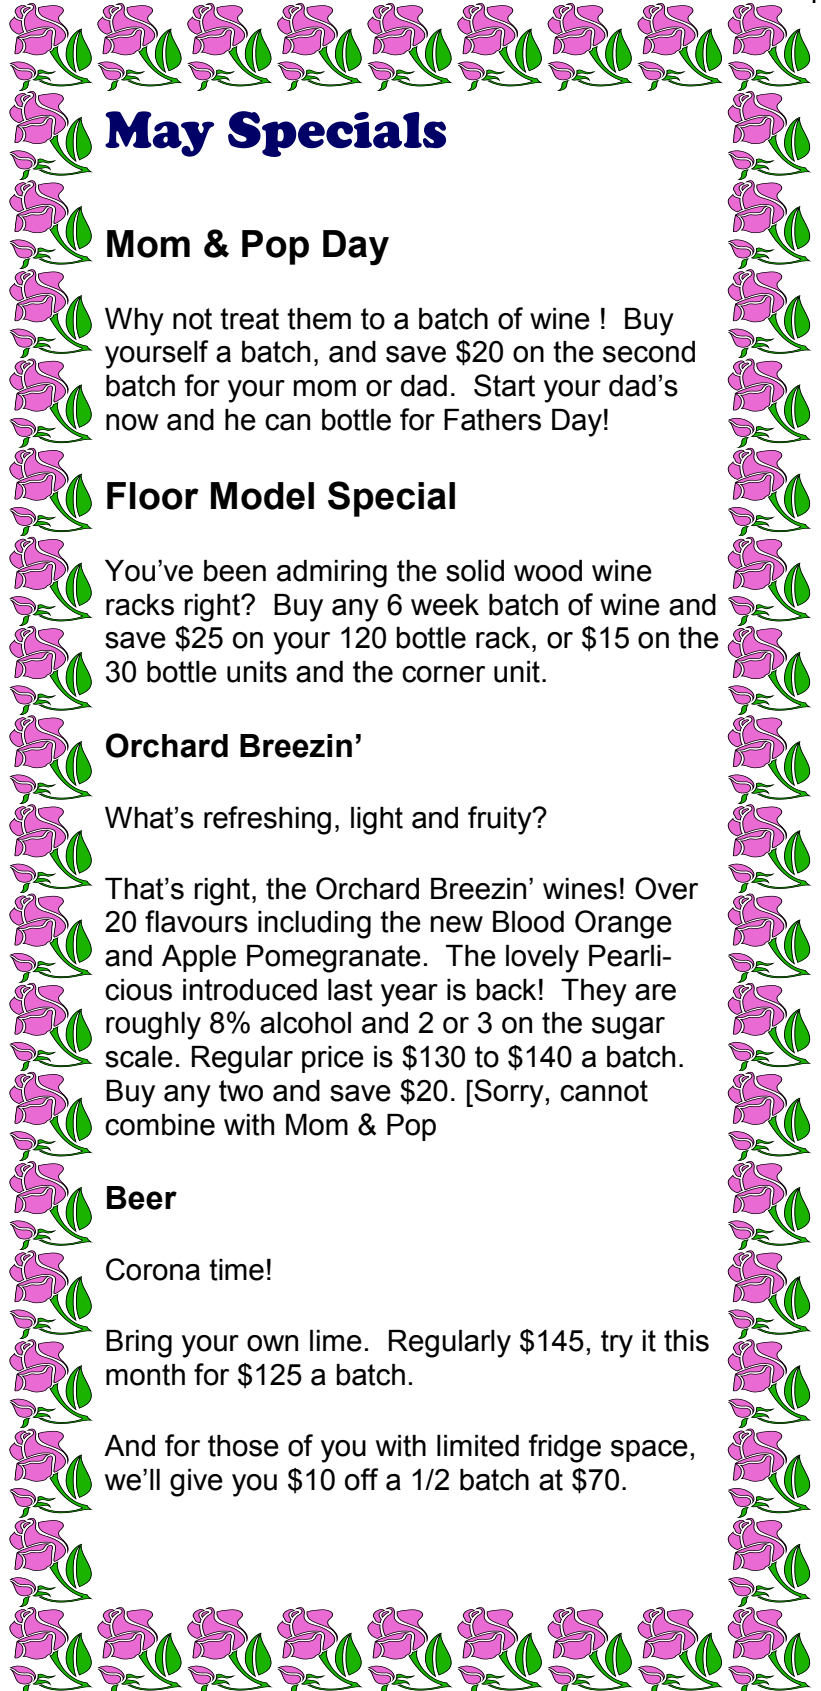 May Specials
Mom & Pop Day
Why not treat them to a batch of wine !  Buy
yourself a batch, and save $20 on the second
batch for your mom or dad.  Start your dad’s
now and he can bottle for Fathers Day!
Floor Model Special
You’ve been admiring the solid wood wine
racks right?  Buy any 6 week batch of wine and
save $25 on your 120 bottle rack, or $15 on the
30 bottle units and the corner unit.
Orchard Breezin’
What’s refreshing, light and fruity?
That’s right, the Orchard Breezin’ wines! Over
20 flavours including the new Blood Orange
and Apple Pomegranate.  The lovely Pearli-
cious introduced last year is back!  They are
roughly 8% alcohol and 2 or 3 on the sugar
scale. Regular price is $130 to $140 a batch.
Buy any two and save $20. [Sorry, cannot
combine with Mom & Pop
Beer
Corona time!
Bring your own lime.  Regularly $145, try it this
month for $125 a batch.
And for those of you with limited fridge space,
we’ll give you $10 off a 1/2 batch at $70.